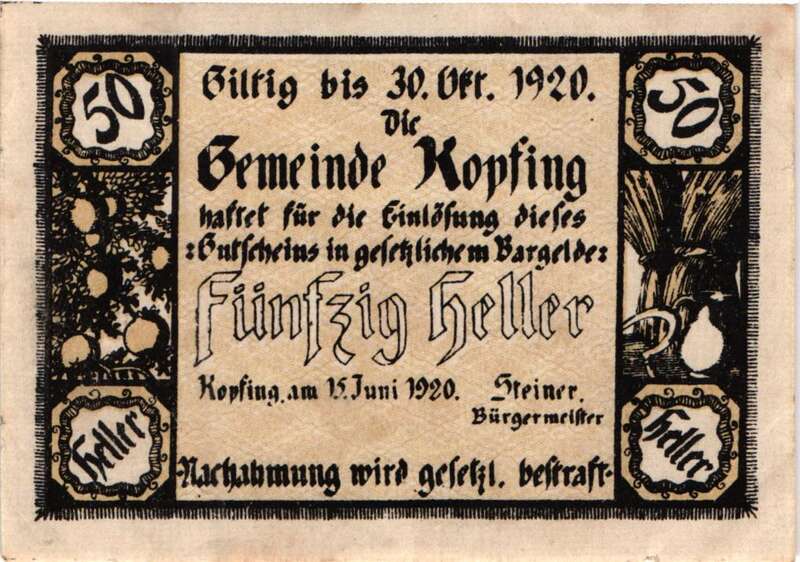 50
50
Giltig bis 30. Okt. 1920.
Die
Gemeinde Kopfing
haftet für die Einlösung dieses
:Gutscheins in gesetzlichem Bargelde:
Fünfzig Heller
Kopfing, am 15. Juni 1920. Steiner,
Bürgermeister
Heller
Heller
-Nachahmung wird gesetzl. bestraft-